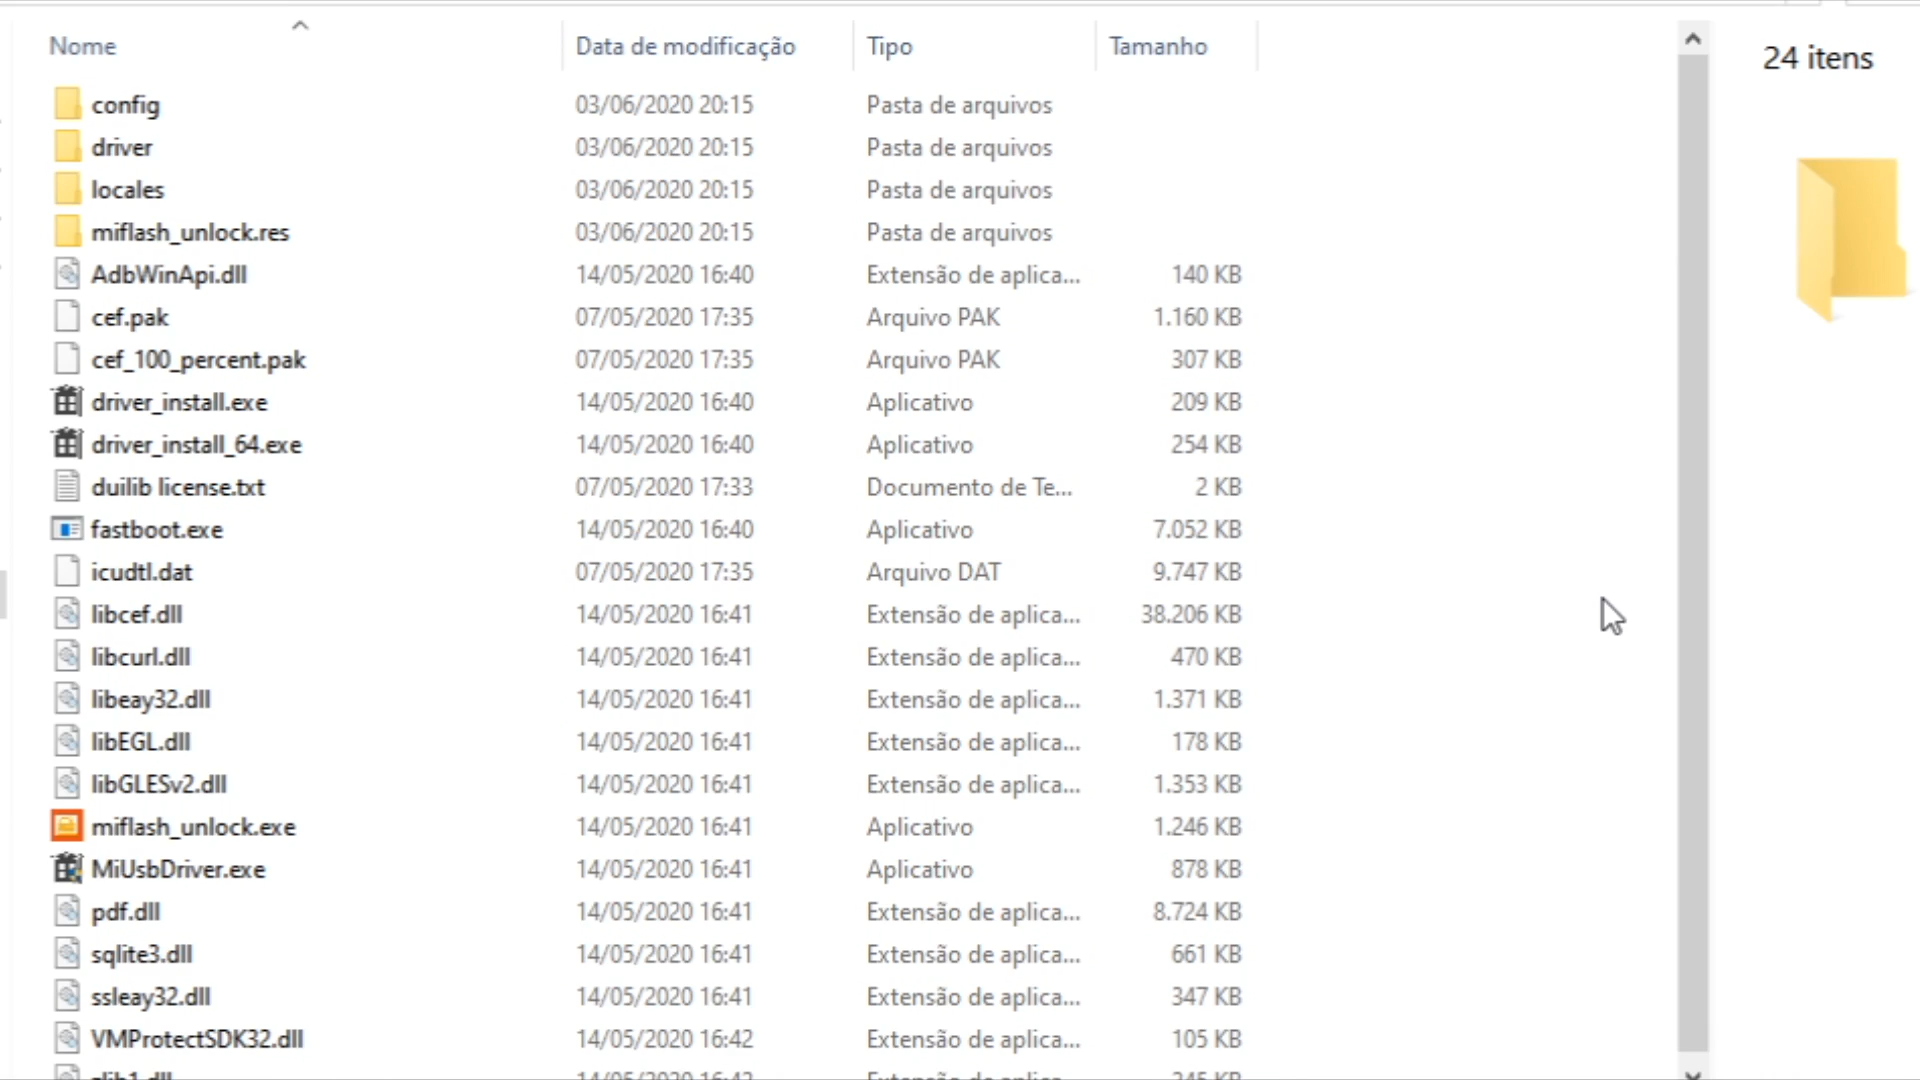 Nome Data de modificação Tipo Tamanho
24 itens
config 03/06/2020 20:15 Pasta de arquivos
driver 03/06/2020 20:15 Pasta de arquivos
locales 03/06/2020 20:15 Pasta de arquivos
miflash_unlock.res 03/06/2020 20:15 Pasta de arquivos
AdbWinApi.dll 14/05/2020 16:40 Extensão de aplica... 140 KB
cef.pak 07/05/2020 17:35 Arquivo PAK 1.160 KB
cef_100_percent.pak 07/05/2020 17:35 Arquivo PAK 307 KB
driver_install.exe 14/05/2020 16:40 Aplicativo 209 KB
driver_install_64.exe 14/05/2020 16:40 Aplicativo 254 KB
duilib license.txt 07/05/2020 17:33 Documento de Te... 2 KB
fastboot.exe 14/05/2020 16:40 Aplicativo 7.052 KB
icudtl.dat 07/05/2020 17:35 Arquivo DAT 9.747 KB
libcef.dll 14/05/2020 16:41 Extensão de aplica... 38.206 KB
libcurl.dll 14/05/2020 16:41 Extensão de aplica... 470 KB
libeay32.dll 14/05/2020 16:41 Extensão de aplica... 1.371 KB
libEGL.dll 14/05/2020 16:41 Extensão de aplica... 178 KB
libGLESv2.dll 14/05/2020 16:41 Extensão de aplica... 1.353 KB
miflash_unlock.exe 14/05/2020 16:41 Aplicativo 1.246 KB
MiUsbDriver.exe 14/05/2020 16:41 Aplicativo 878 KB
pdf.dll 14/05/2020 16:41 Extensão de aplica... 8.724 KB
sqlite3.dll 14/05/2020 16:41 Extensão de aplica... 661 KB
ssleay32.dll 14/05/2020 16:41 Extensão de aplica... 347 KB
VMProtectSDK32.dll 14/05/2020 16:42 Extensão de aplica... 105 KB